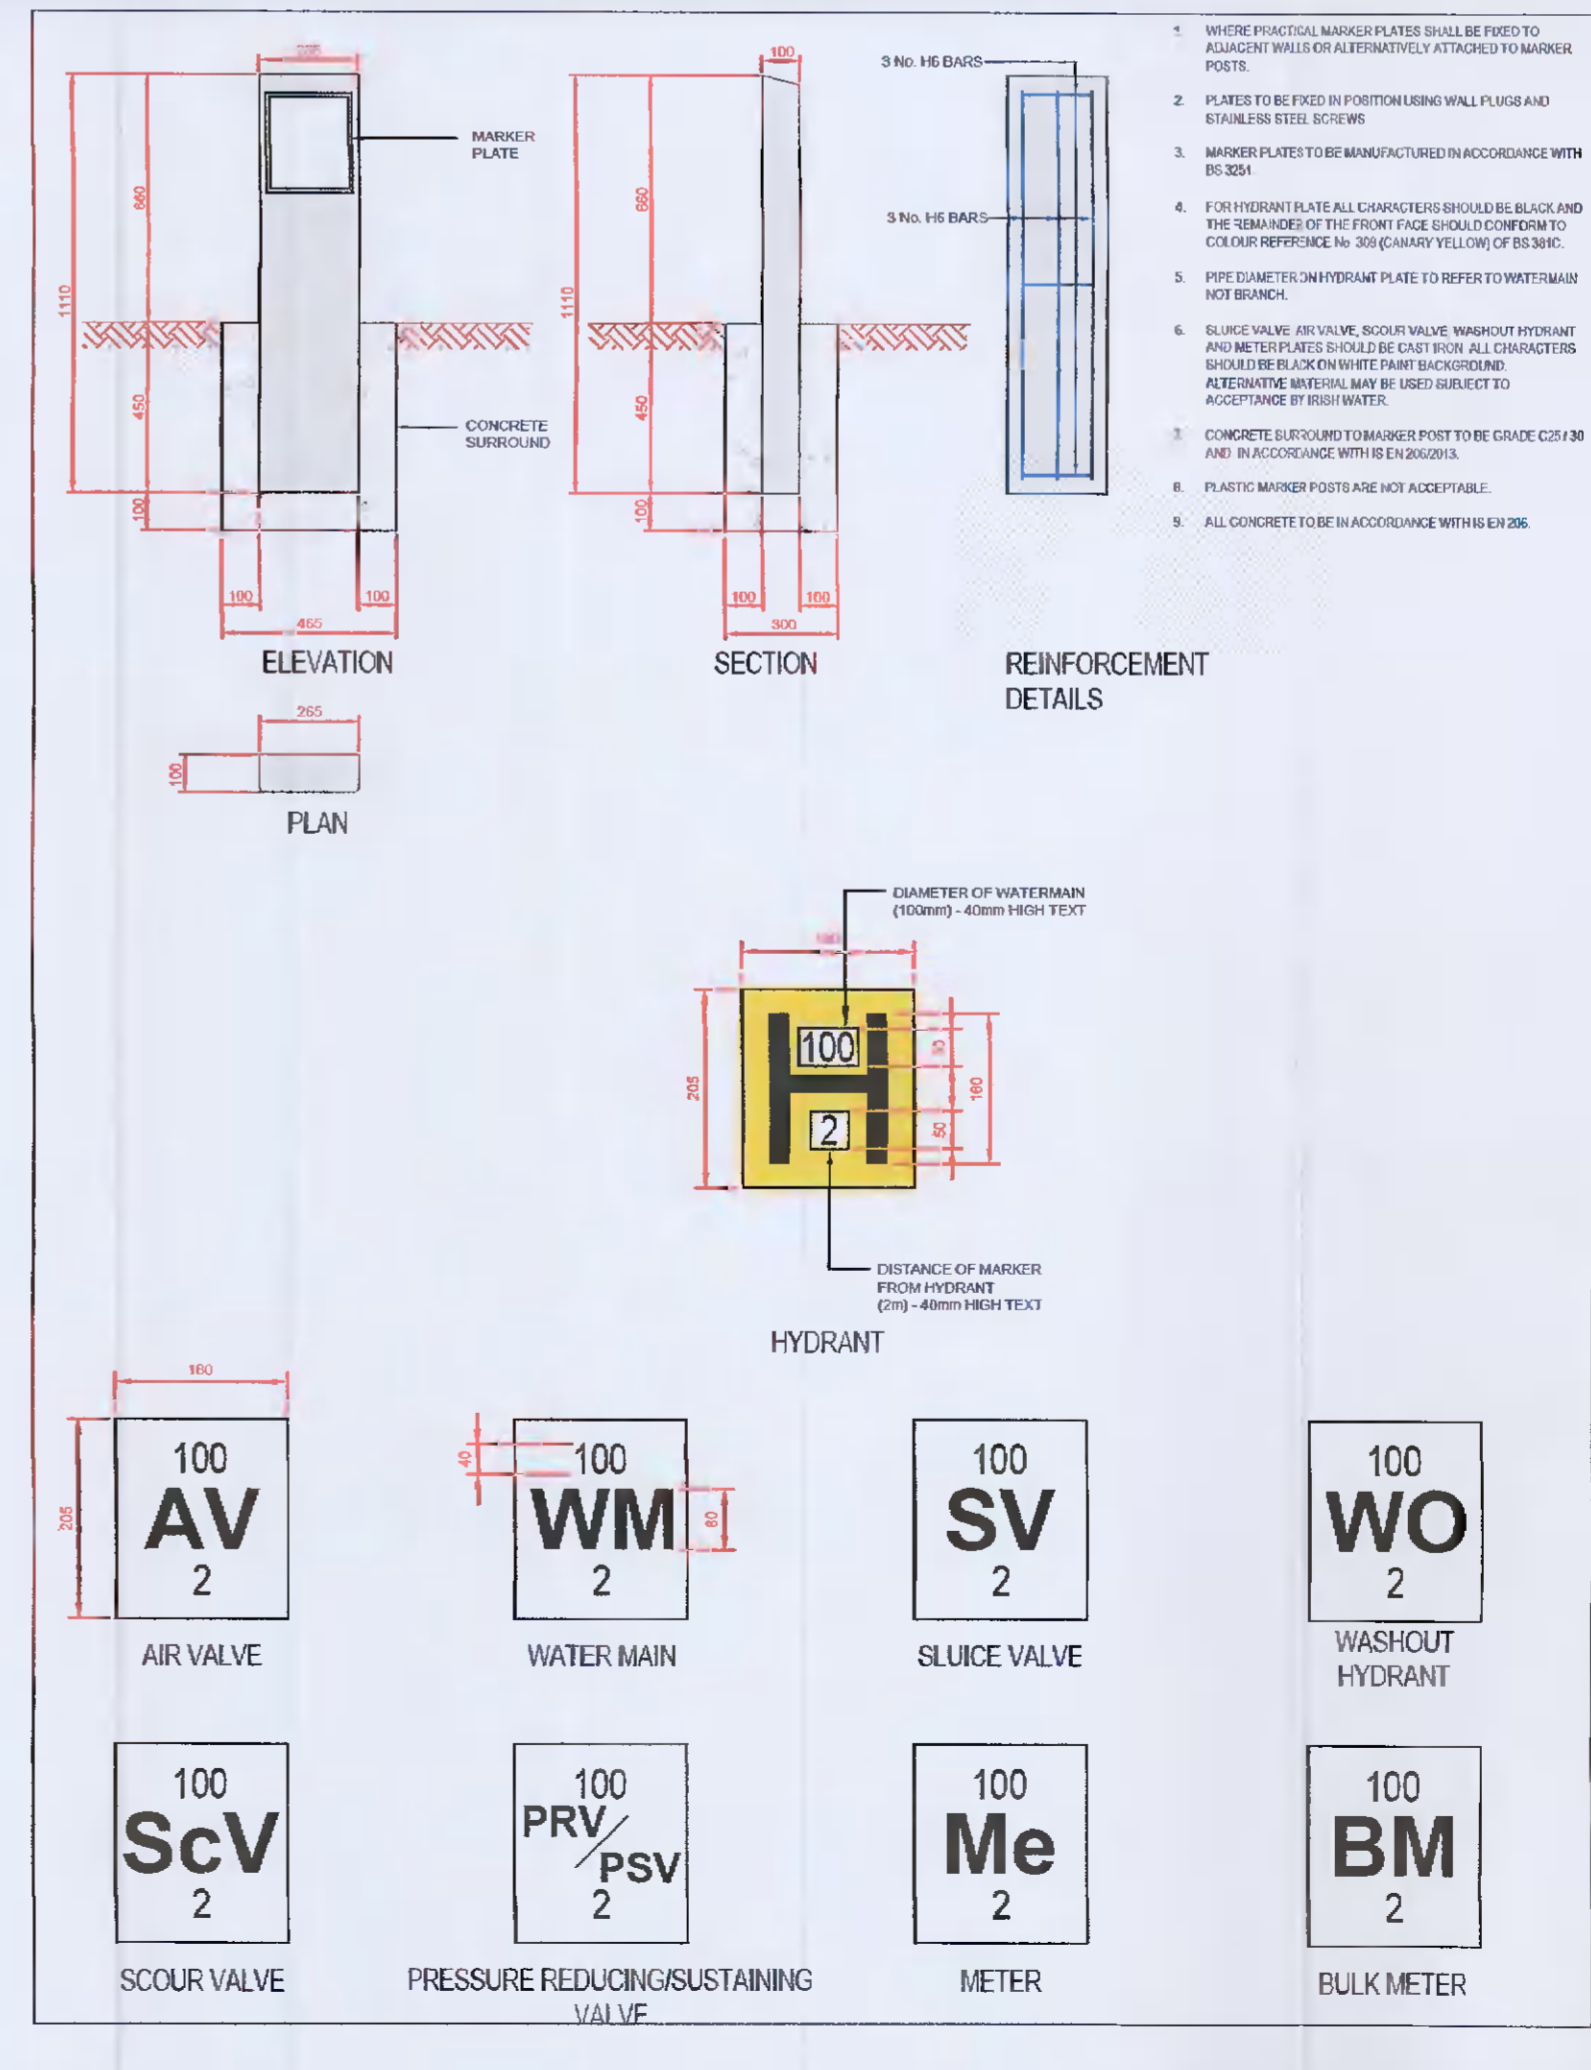 265
1110
660
450
100
MARKER
PLATE
CONCRETE
SURROUND
100
100
465
ELEVATION
100
1110
660
450
100
100
100
300
SECTION
3 No. H6 BARS
3 No. H6 BARS
REINFORCEMENT
DETAILS
1. WHERE PRACTICAL MARKER PLATES SHALL BE FIXED TO
ADJACENT WALLS OR ALTERNATIVELY ATTACHED TO MARKER
POSTS.
2. PLATES TO BE FIXED IN POSITION USING WALL PLUGS AND
STAINLESS STEEL SCREWS
3. MARKER PLATES TO BE MANUFACTURED IN ACCORDANCE WITH
BS 3251.
4. FOR HYDRANT PLATE ALL CHARACTERS SHOULD BE BLACK AND
THE REMAINDER OF THE FRONT FACE SHOULD CONFORM TO
COLOUR REFERENCE No 309 (CANARY YELLOW) OF BS 381C.
5. PIPE DIAMETER ON HYDRANT PLATE TO REFER TO WATERMAIN
NOT BRANCH.
6. SLUICE VALVE AIR VALVE, SCOUR VALVE, WASHOUT HYDRANT
AND METER PLATES SHOULD BE CAST IRON ALL CHARACTERS
SHOULD BE BLACK ON WHITE PAINT BACKGROUND.
ALTERNATIVE MATERIAL MAY BE USED SUBJECT TO
ACCEPTANCE BY IRISH WATER.
7. CONCRETE SURROUND TO MARKER POST TO BE GRADE C25 / 30
AND IN ACCORDANCE WITH IS EN 206/2013.
8. PLASTIC MARKER POSTS ARE NOT ACCEPTABLE.
9. ALL CONCRETE TO BE IN ACCORDANCE WITH IS EN 206.
265
100
PLAN
DIAMETER OF WATERMAIN
(100mm) - 40mm HIGH TEXT
180
205
H
100
2
50
50
160
DISTANCE OF MARKER
FROM HYDRANT
(2m) - 40mm HIGH TEXT
HYDRANT
180
205
100
AV
2
AIR VALVE
40
100
WM
2
60
WATER MAIN
100
SV
2
SLUICE VALVE
100
WO
2
WASHOUT
HYDRANT
100
ScV
2
SCOUR VALVE
100
PRV/
PSV
2
PRESSURE REDUCING/SUSTAINING
VALVE
100
Me
2
METER
100
BM
2
BULK METER